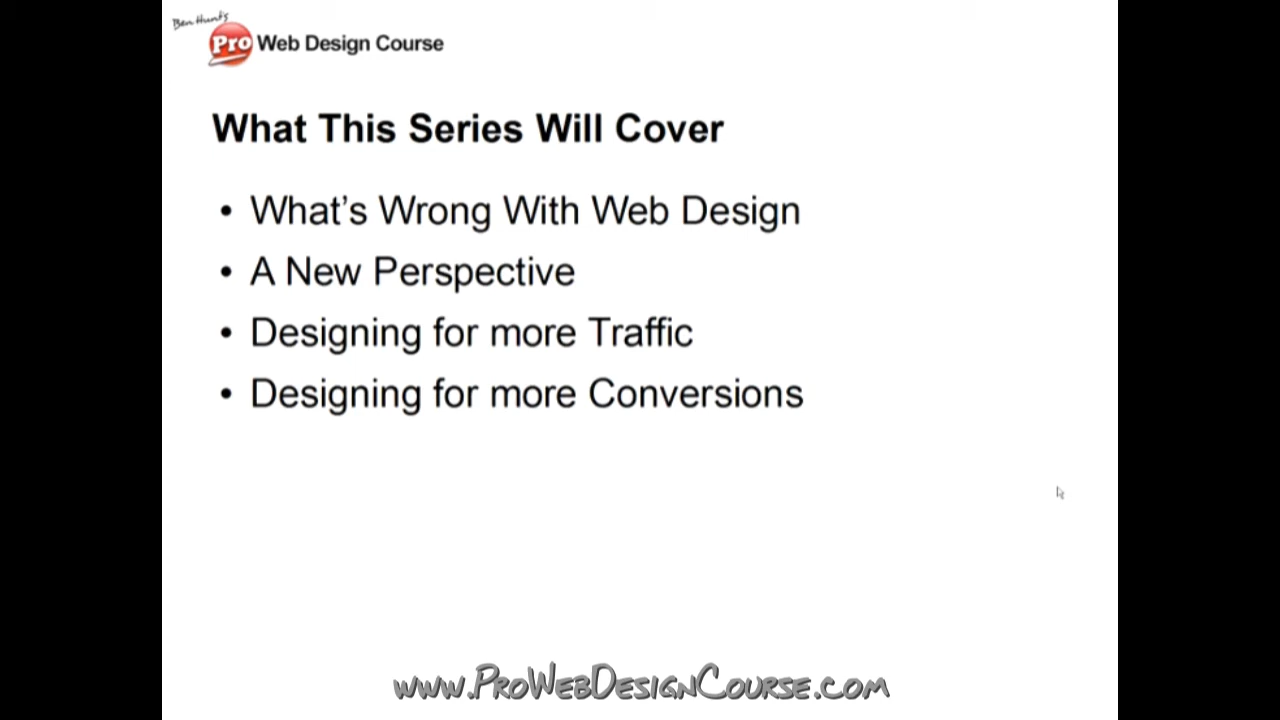 Ben Hunt's
Pro Web Design Course
What This Series Will Cover
• What's Wrong With Web Design
• A New Perspective
• Designing for more Traffic
• Designing for more Conversions
www.ProWebDesignCourse.com